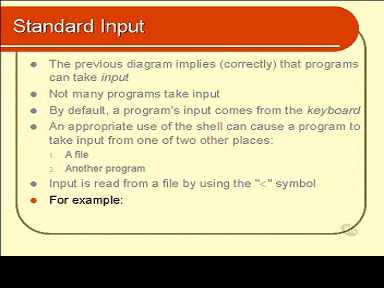 Standard Input
The previous diagram implies (correctly) that programs
can take input
Not many programs take input
By default, a program's input comes from the keyboard
An appropriate use of the shell can cause a program to
take input from one of two other places:
1. A file
2. Another program
Input is read from a file by using the "<" symbol
For example: